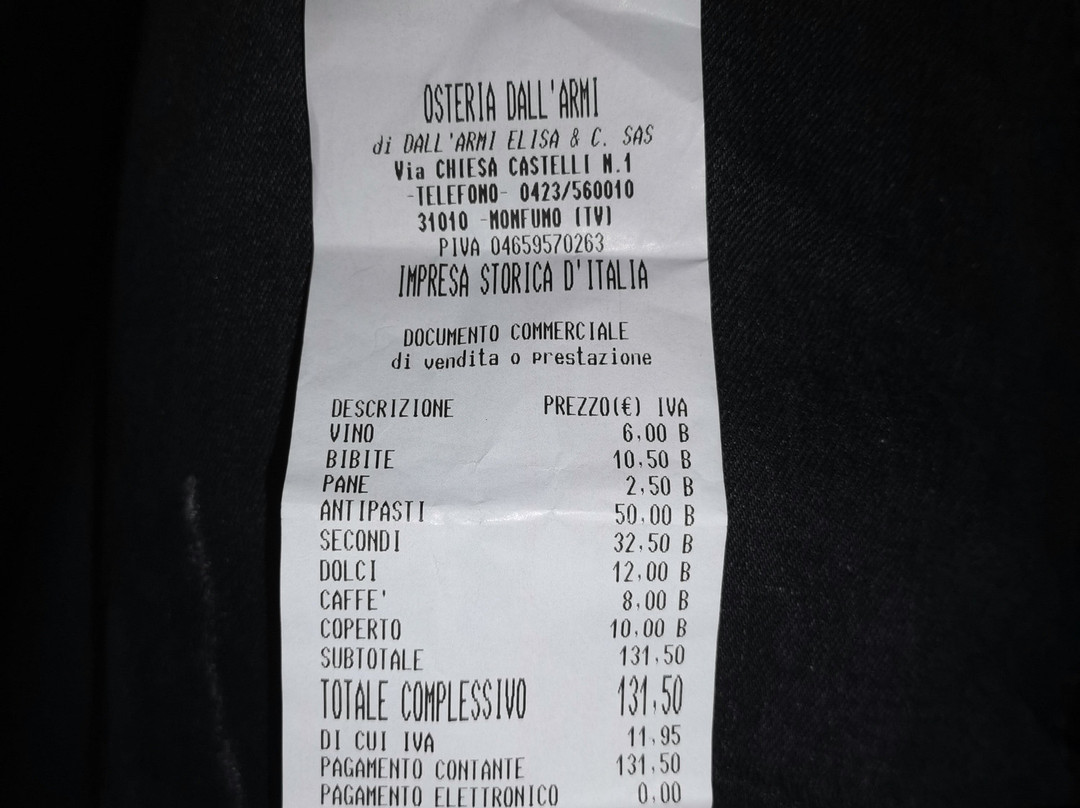 OSTERIA DALL'ARMI
di DALL'ARMI ELISA & C. SAS
Via CHIESA CASTELLI N.1
-TELEFONO- 0423/560010
31010 -MONFUMO (TV)
PIVA 04659570263
IMPRESA STORICA D'ITALIA
DOCUMENTO COMMERCIALE
di vendita o prestazione
DESCRIZIONE PREZZO(€) IVA
VINO 6,00 B
BIBITE 10,50 B
PANE 2,50 B
ANTIPASTI 50,00 B
SECONDI 32,50 B
DOLCI 12,00 B
CAFFE' 8,00 B
COPERTO 10,00 B
SUBTOTALE 131,50
TOTALE COMPLESSIVO 131,50
DI CUI IVA 11,95
PAGAMENTO CONTANTE 131,50
PAGAMENTO ELETTRONICO 0,00